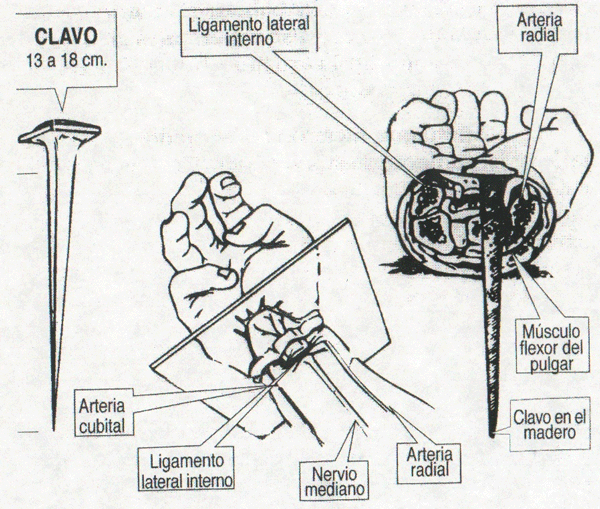 CLAVO
13 a 18 cm.
Ligamento lateral
interno
Arteria
radial
Músculo
flexor del
pulgar
Clavo en el
madero
Arteria
cubital
Ligamento
lateral interno
Nervio
mediano
Arteria
radial